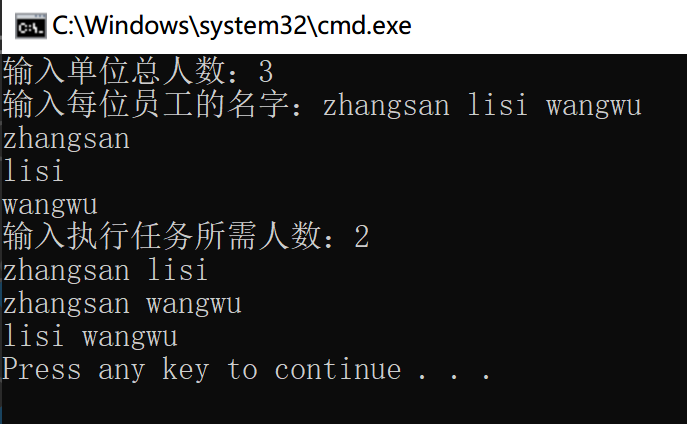 C:\Windows\system32\cmd.exe
输入单位总人数：3
输入每位员工的名字：zhangsan lisi wangwu
zhangsan
lisi
wangwu
输入执行任务所需人数：2
zhangsan lisi
zhangsan wangwu
lisi wangwu
Press any key to continue . . .